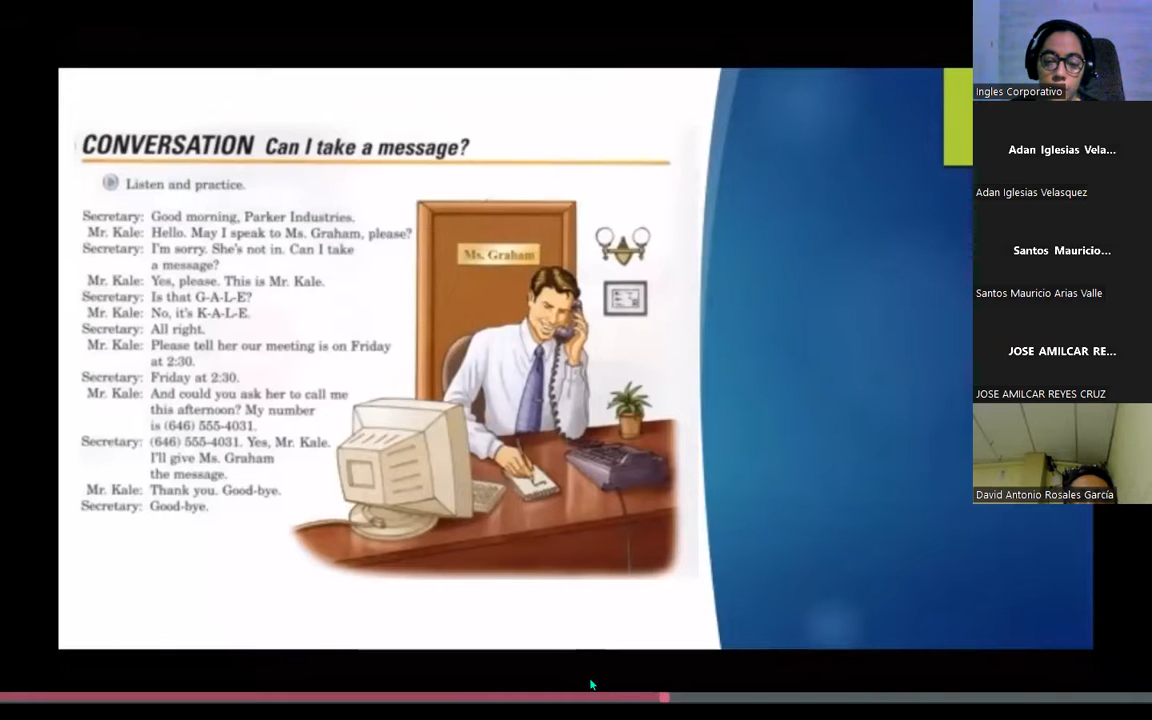 CONVERSATION Can I take a message?
Listen and practice.
Secretary: Good morning, Parker Industries.
Mr. Kale: Hello. May I speak to Ms. Graham, please?
Secretary: I'm sorry. She's not in. Can I take
a message?
Mr. Kale: Yes, please. This is Mr. Kale.
Secretary: Is that G-A-L-E?
Mr. Kale: No, it's K-A-L-E.
Secretary: All right.
Mr. Kale: Please tell her our meeting is on Friday
at 2:30.
Secretary: Friday at 2:30.
Mr. Kale: And could you ask her to call me
this afternoon? My number
is (646) 555-4031.
Secretary: (646) 555-4031. Yes, Mr. Kale.
I'll give Ms. Graham
the message.
Mr. Kale: Thank you. Good-bye.
Secretary: Good-bye.
Ms. Graham
Ingles Corporativo
Adan Iglesias Vela...
Adan Iglesias Velasquez
Santos Mauricio...
Santos Mauricio Arias Valle
JOSE AMILCAR RE...
JOSE AMILCAR REYES CRUZ
David Antonio Rosales García